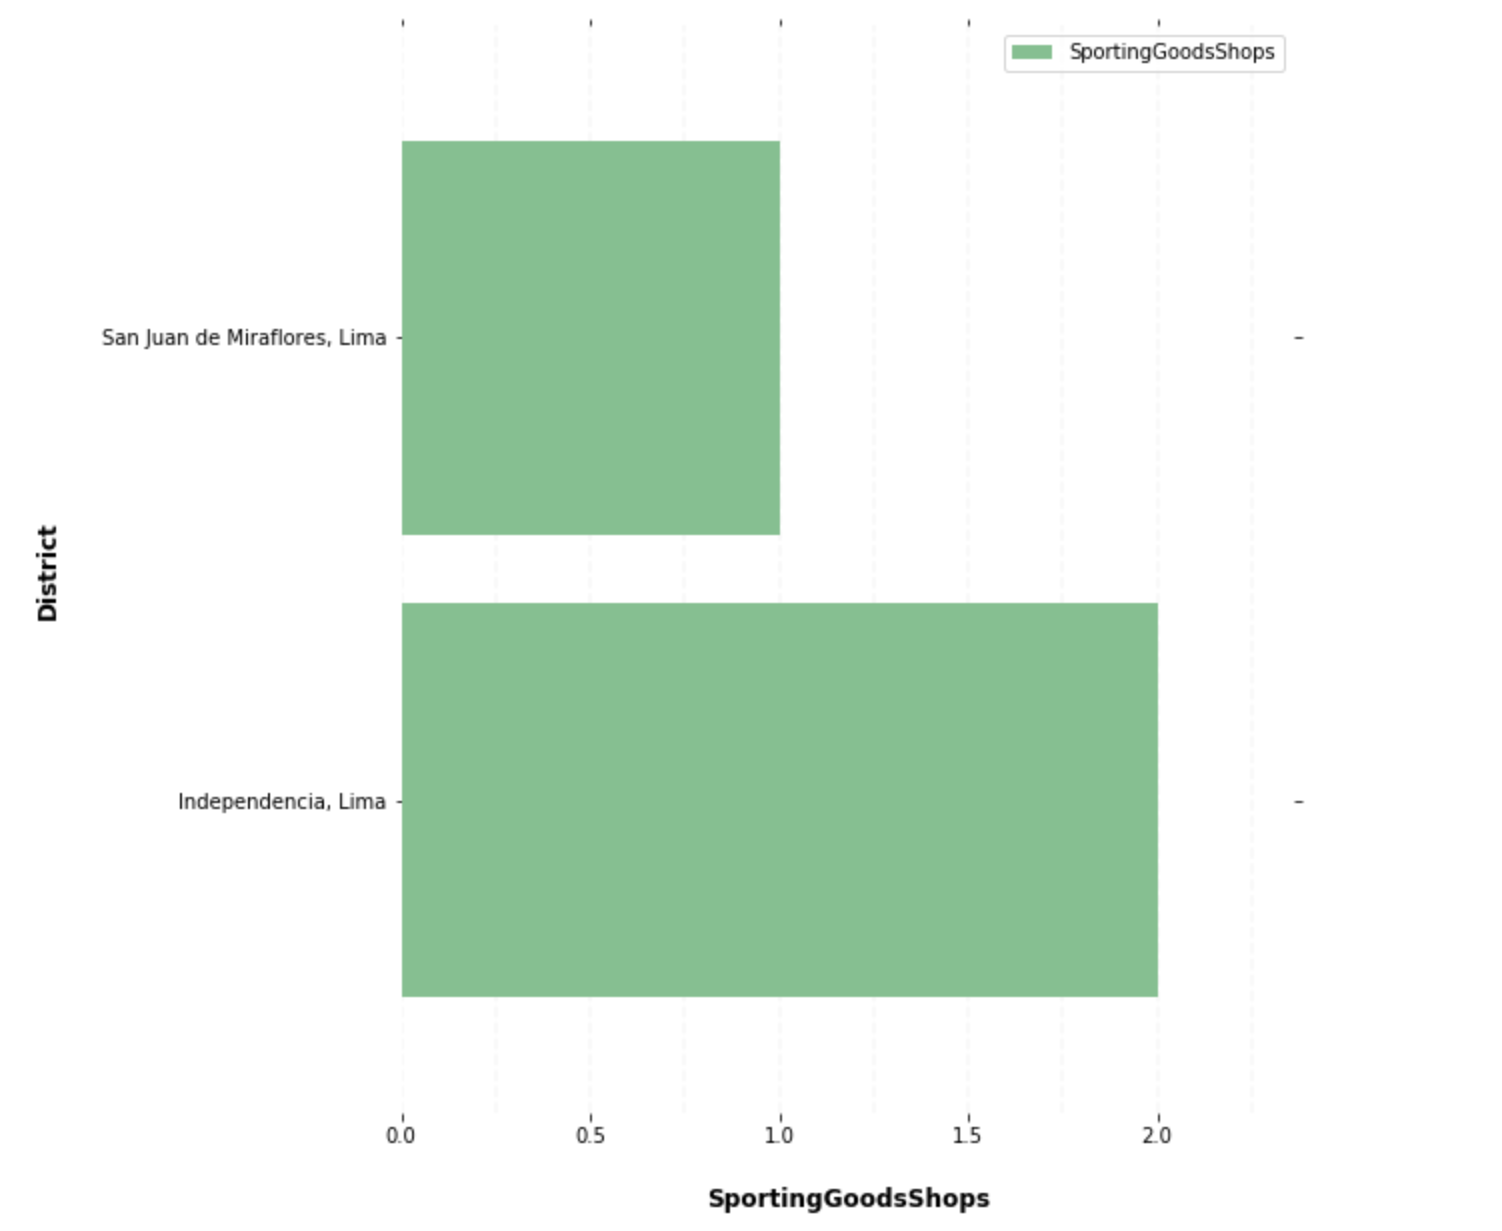 SportingGoodsShops
San Juan de Miraflores, Lima
District
Independencia, Lima
0.0 0.5 1.0 1.5 2.0
SportingGoodsShops